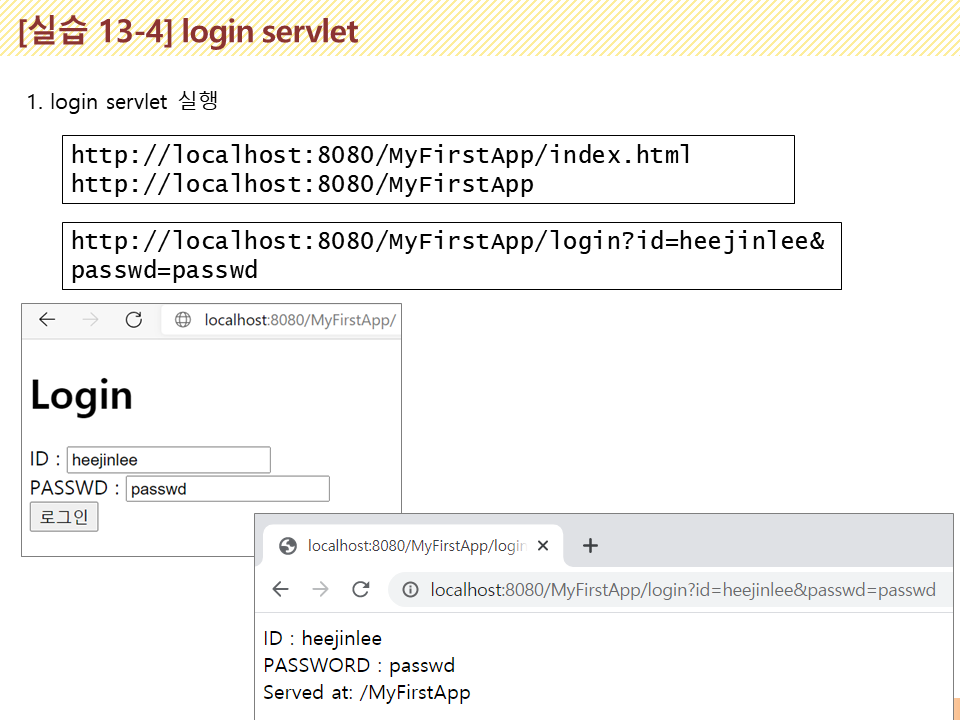 [실습 13-4] login servlet
1. login servlet 실행
http://localhost:8080/MyFirstApp/index.html
http://localhost:8080/MyFirstApp
http://localhost:8080/MyFirstApp/login?id=heejinlee&
passwd=passwd
localhost:8080/MyFirstApp/
Login
ID : heejinlee
PASSWD : passwd
로그인
localhost:8080/MyFirstApp/login
localhost:8080/MyFirstApp/login?id=heejinlee&passwd=passwd
ID : heejinlee
PASSWORD : passwd
Served at: /MyFirstApp